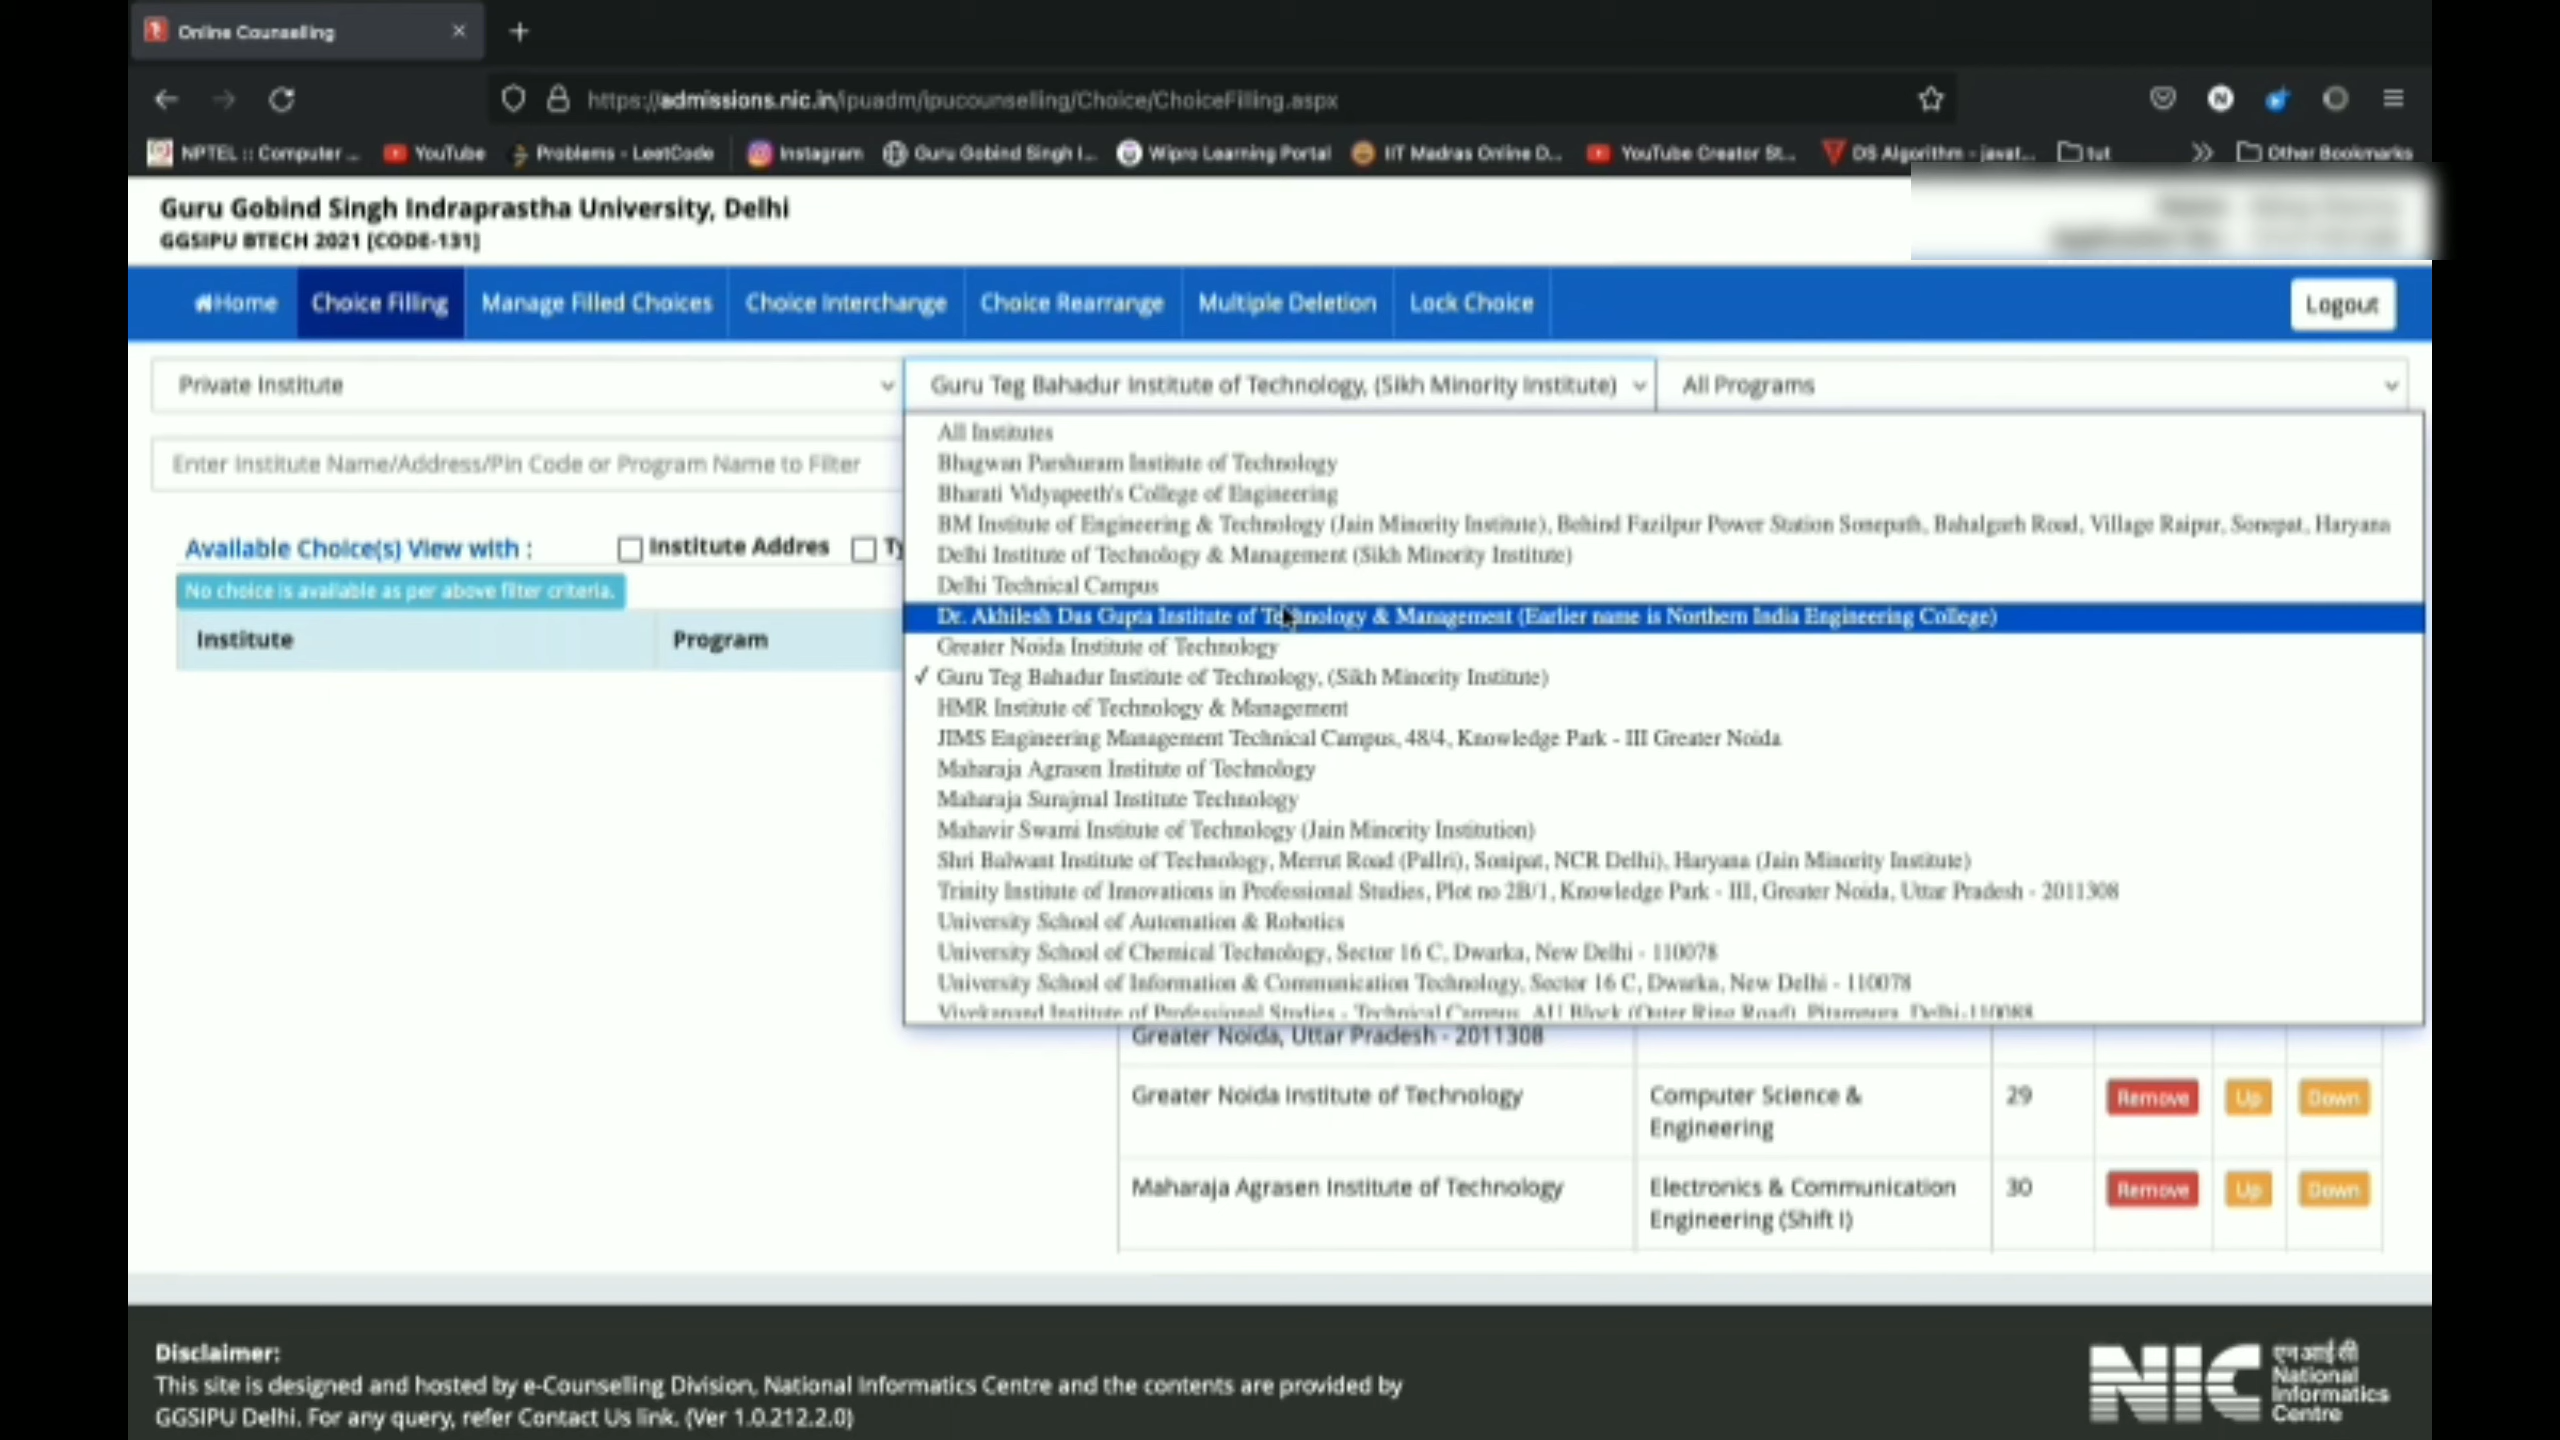 Online Counselling
https://admissions.nic.in/ipuadm/ipucounselling/Choice/ChoiceFilling.aspx
NPTEL :: Computer ... YouTube Problems - LeetCode Instagram Guru Gobind Singh I... Wipro Learning Portal IIT Madras Online D... YouTube Creator St... DS Algorithm - javat... tut Other Bookmarks
Guru Gobind Singh Indraprastha University, Delhi
GGSIPU BTECH 2021 [CODE-131]
Home Choice Filling Manage Filled Choices Choice Interchange Choice Rearrange Multiple Deletion Lock Choice Logout
Private Institute Guru Teg Bahadur Institute of Technology, (Sikh Minority Institute) All Programs
Enter Institute Name/Address/Pin Code or Program Name to Filter
All Institutes
Bhagwan Parshuram Institute of Technology
Bharati Vidyapeeth's College of Engineering
BM Institute of Engineering & Technology (Jain Minority Institute), Behind Fazilpur Power Station Sonepath, Bahalgarh Road, Village Raipur, Sonepat, Haryana
Delhi Institute of Technology & Management (Sikh Minority Institute)
Delhi Technical Campus
Dr. Akhilesh Das Gupta Institute of Technology & Management (Earlier name is Northern India Engineering College)
Greater Noida Institute of Technology
✓ Guru Teg Bahadur Institute of Technology, (Sikh Minority Institute)
HMR Institute of Technology & Management
JIMS Engineering Management Technical Campus, 48/4, Knowledge Park - III Greater Noida
Maharaja Agrasen Institute of Technology
Maharaja Surajmal Institute Technology
Mahavir Swami Institute of Technology (Jain Minority Institution)
Shri Balwant Institute of Technology, Meerut Road (Pallri), Sonipat, NCR Delhi), Haryana (Jain Minority Institute)
Trinity Institute of Innovations in Professional Studies, Plot no 2B/1, Knowledge Park - III, Greater Noida, Uttar Pradesh - 2011308
University School of Automation & Robotics
University School of Chemical Technology, Sector 16 C, Dwarka, New Delhi - 110078
University School of Information & Communication Technology, Sector 16 C, Dwarka, New Delhi - 110078
Vivekanand Institute of Professional Studies - Technical Campus, AU Block (Outer Ring Road), Pitampura, Delhi-110088
Available Choice(s) View with : Institute Addres
No choice is available as per above filter criteria.
Institute Program
Greater Noida, Uttar Pradesh - 2011308
Greater Noida Institute of Technology Computer Science & 29 Remove Up Down
Engineering
Maharaja Agrasen Institute of Technology Electronics & Communication 30 Remove Up Down
Engineering (Shift I)
Disclaimer:
This site is designed and hosted by e-Counselling Division, National Informatics Centre and the contents are provided by
GGSIPU Delhi. For any query, refer Contact Us link. (Ver 1.0.212.2.0)
NIC
एन आई सी
National
Informatics
Centre